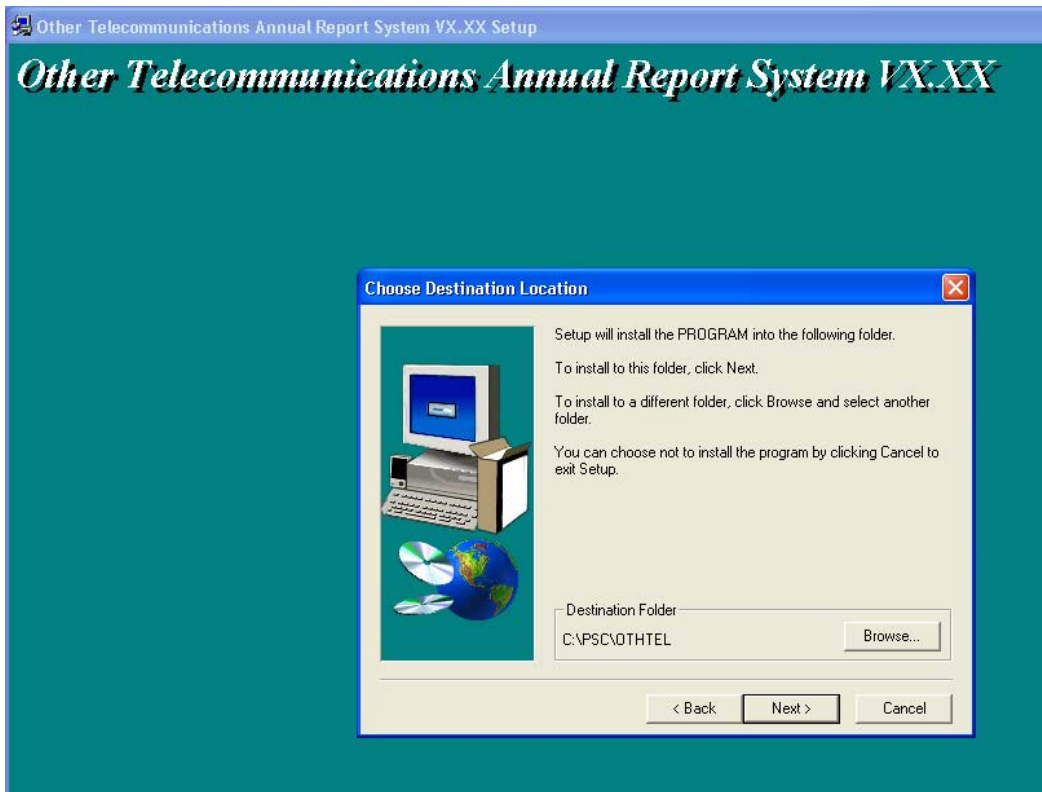 Other Telecommunications Annual Report System VX.XX Setup
Other Telecommunications Annual Report System VX.XX
Choose Destination Location
Setup will install the PROGRAM into the following folder.
To install to this folder, click Next.
To install to a different folder, click Browse and select another
folder.
You can choose not to install the program by clicking Cancel to
exit Setup.
Destination Folder
C:\PSC\OTHTEL
Browse...
< Back
Next >
Cancel